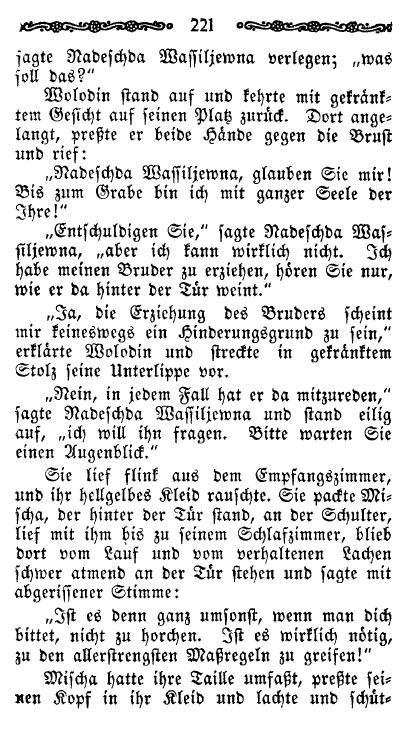 221
sagte Nadeschda Wassiljewna verlegen; „was
soll das?“
Wolodin stand auf und kehrte mit gekränk-
tem Gesicht auf seinen Platz zurück. Dort ange-
langt, preßte er beide Hände gegen die Brust
und rief:
„Nadeschda Wassiljewna, glauben Sie mir!
Bis zum Grabe bin ich mit ganzer Seele der
Ihre!“
„Entschuldigen Sie,“ sagte Nadeschda Was-
siljewna, „aber ich kann wirklich nicht. Ich
habe meinen Bruder zu erziehen, hören Sie nur,
wie er da hinter der Tür weint.“
„Ja, die Erziehung des Bruders scheint
mir keineswegs ein Hinderungsgrund zu sein,“
erklärte Wolodin und streckte in gekränktem
Stolz seine Unterlippe vor.
„Nein, in jedem Fall hat er da mitzureden,“
sagte Nadeschda Wassiljewna und stand eilig
auf, „ich will ihn fragen. Bitte warten Sie
einen Augenblick.“
Sie lief flink aus dem Empfangszimmer,
und ihr hellgelbes Kleid rauschte. Sie packte Mi-
scha, der hinter der Tür stand, an der Schulter,
lief mit ihm bis zu seinem Schlafzimmer, blieb
dort vom Lauf und vom verhaltenen Lachen
schwer atmend an der Tür stehen und sagte mit
abgerissener Stimme:
„Ist es denn ganz umsonst, wenn man dich
bittet, nicht zu horchen. Ist es wirklich nötig,
zu den allerstrengsten Maßregeln zu greifen!“
Mischa hatte ihre Taille umfaßt, preßte sei-
nen Kopf in ihr Kleid und lachte und schüt-